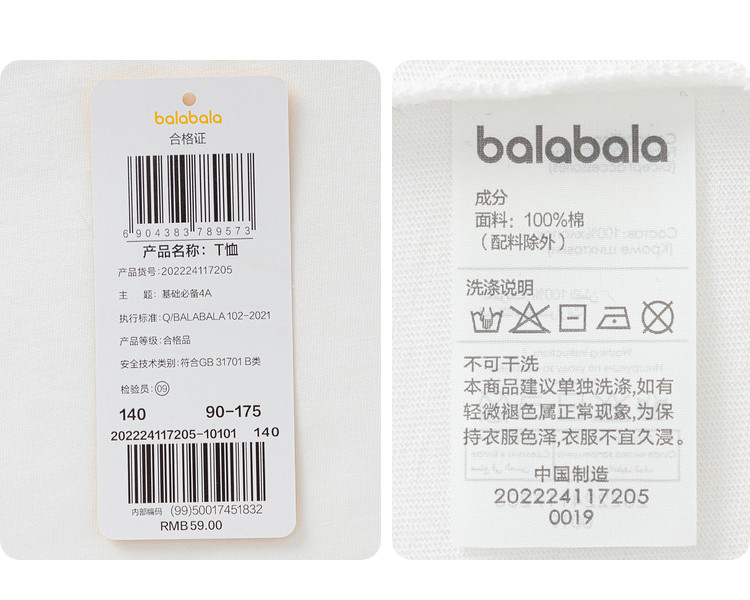 balabala
合格证
6 904383 789573
产品名称：T恤
产品货号：202224117205
主 题：基础必备4A
执行标准：Q/BALABALA 102-2021
产品等级：合格品
安全技术类别：符合GB 31701 B类
检验员：09
140 90-175
202224117205-10101 140
内部编码 (99)50017451832
RMB 59.00
balabala
成分
面料：100%棉
（配料除外）
洗涤说明
不可干洗
本商品建议单独洗涤,如有
轻微褪色属正常现象,为保
持衣服色泽,衣服不宜久浸。
中国制造
202224117205
0019